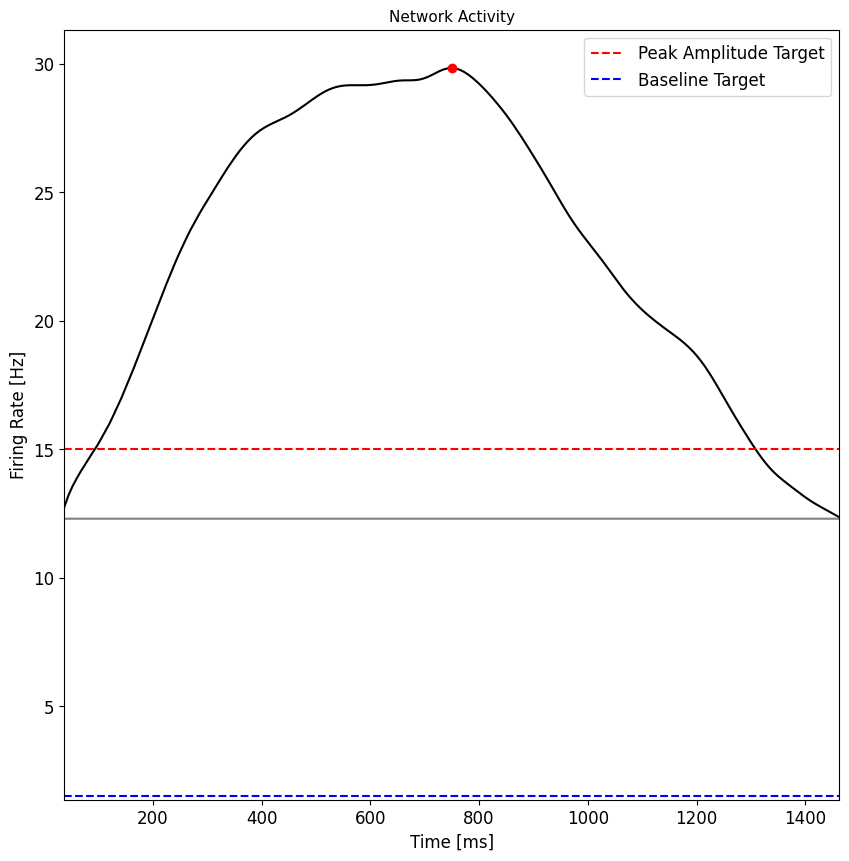 Network Activity
Peak Amplitude Target
Baseline Target
30
25
20
15
10
5
Firing Rate [Hz]
200 400 600 800 1000 1200 1400
Time [ms]